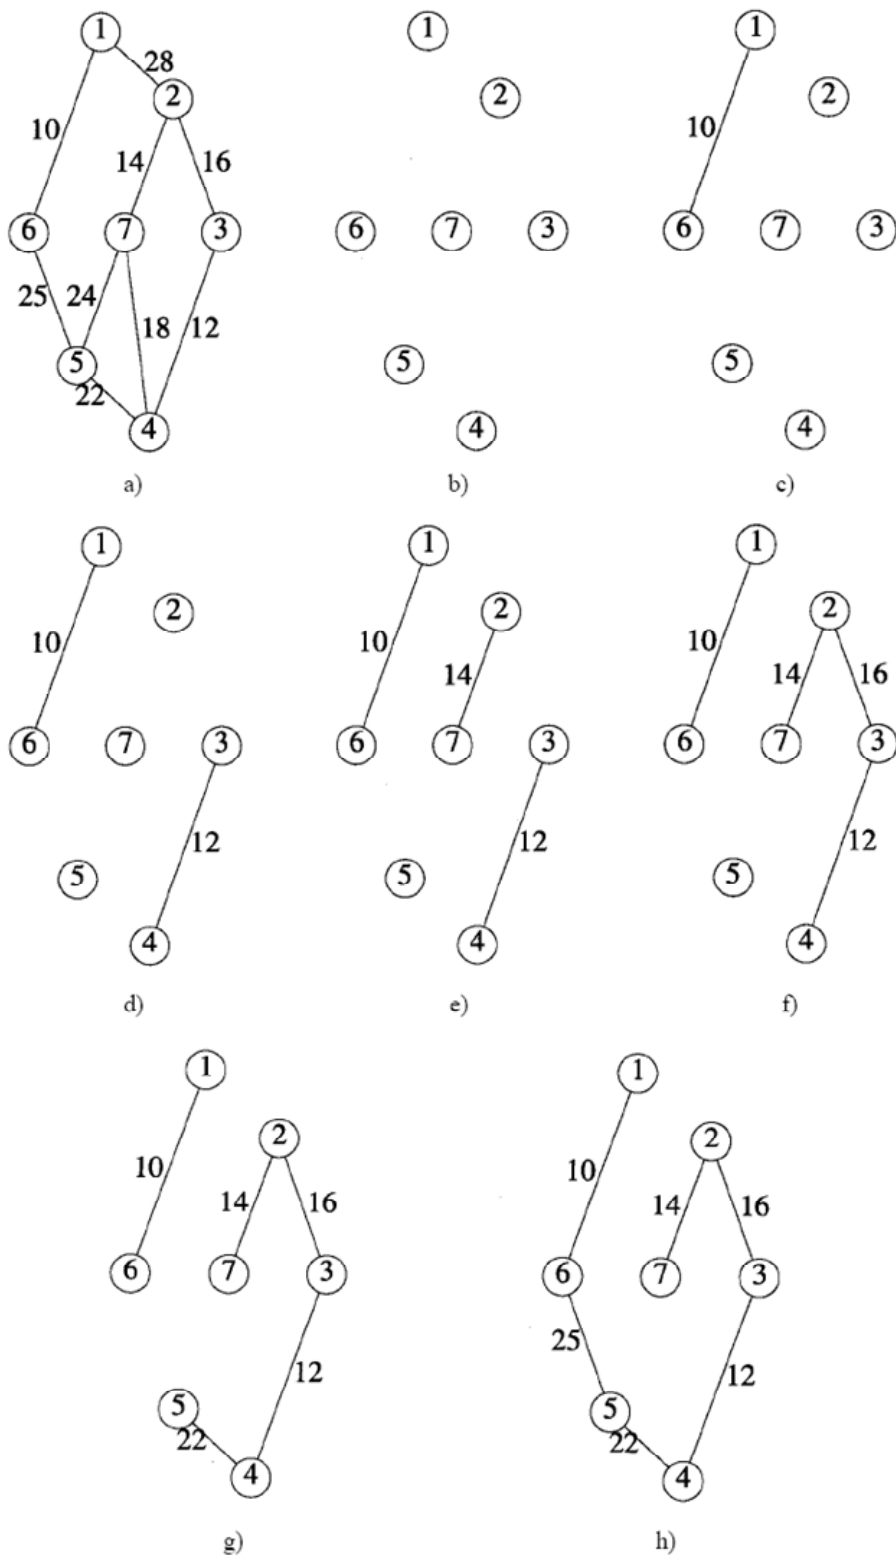 1 1 1
28
2 2 2
10 14 16 10
6 7 3 6 7 3 6 7 3
25 24 18 12
5 5 5
22
4 4 4
a) b) c)
1 1 1
2 2 2
10 10 14 10 14 16
6 7 3 6 7 3 6 7 3
12 12 12
5 5 5
4 4 4
d) e) f)
1 1
2 2
10 14 16 10 14 16
6 7 3 6 7 3
25
12 12
5 5
22 22
4 4
g) h)